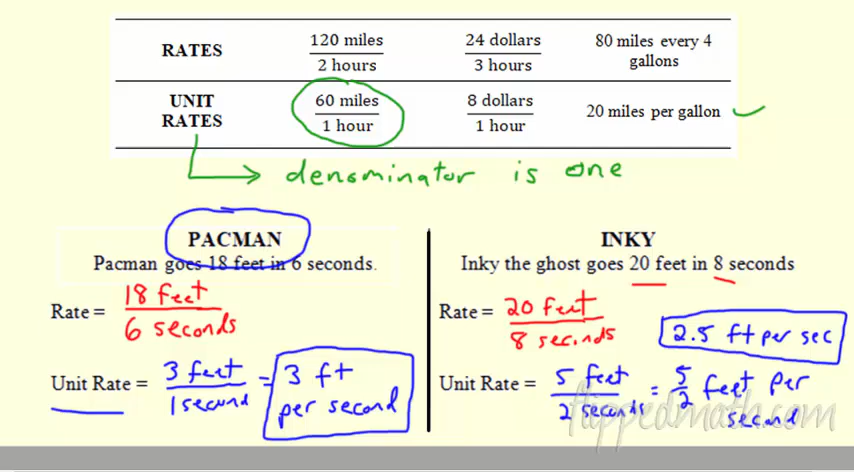 RATES 120 miles / 2 hours 24 dollars / 3 hours 80 miles every 4 gallons
UNIT RATES 60 miles / 1 hour 8 dollars / 1 hour 20 miles per gallon
denominator is one
PACMAN
Pacman goes 18 feet in 6 seconds.
Rate = 18 feet / 6 seconds
Unit Rate = 3 feet / 1 second = 3 ft per second
INKY
Inky the ghost goes 20 feet in 8 seconds
Rate = 20 feet / 8 seconds
2.5 ft per sec
Unit Rate = 5 feet / 2 seconds = 5/2 feet per second
flippedmath.com